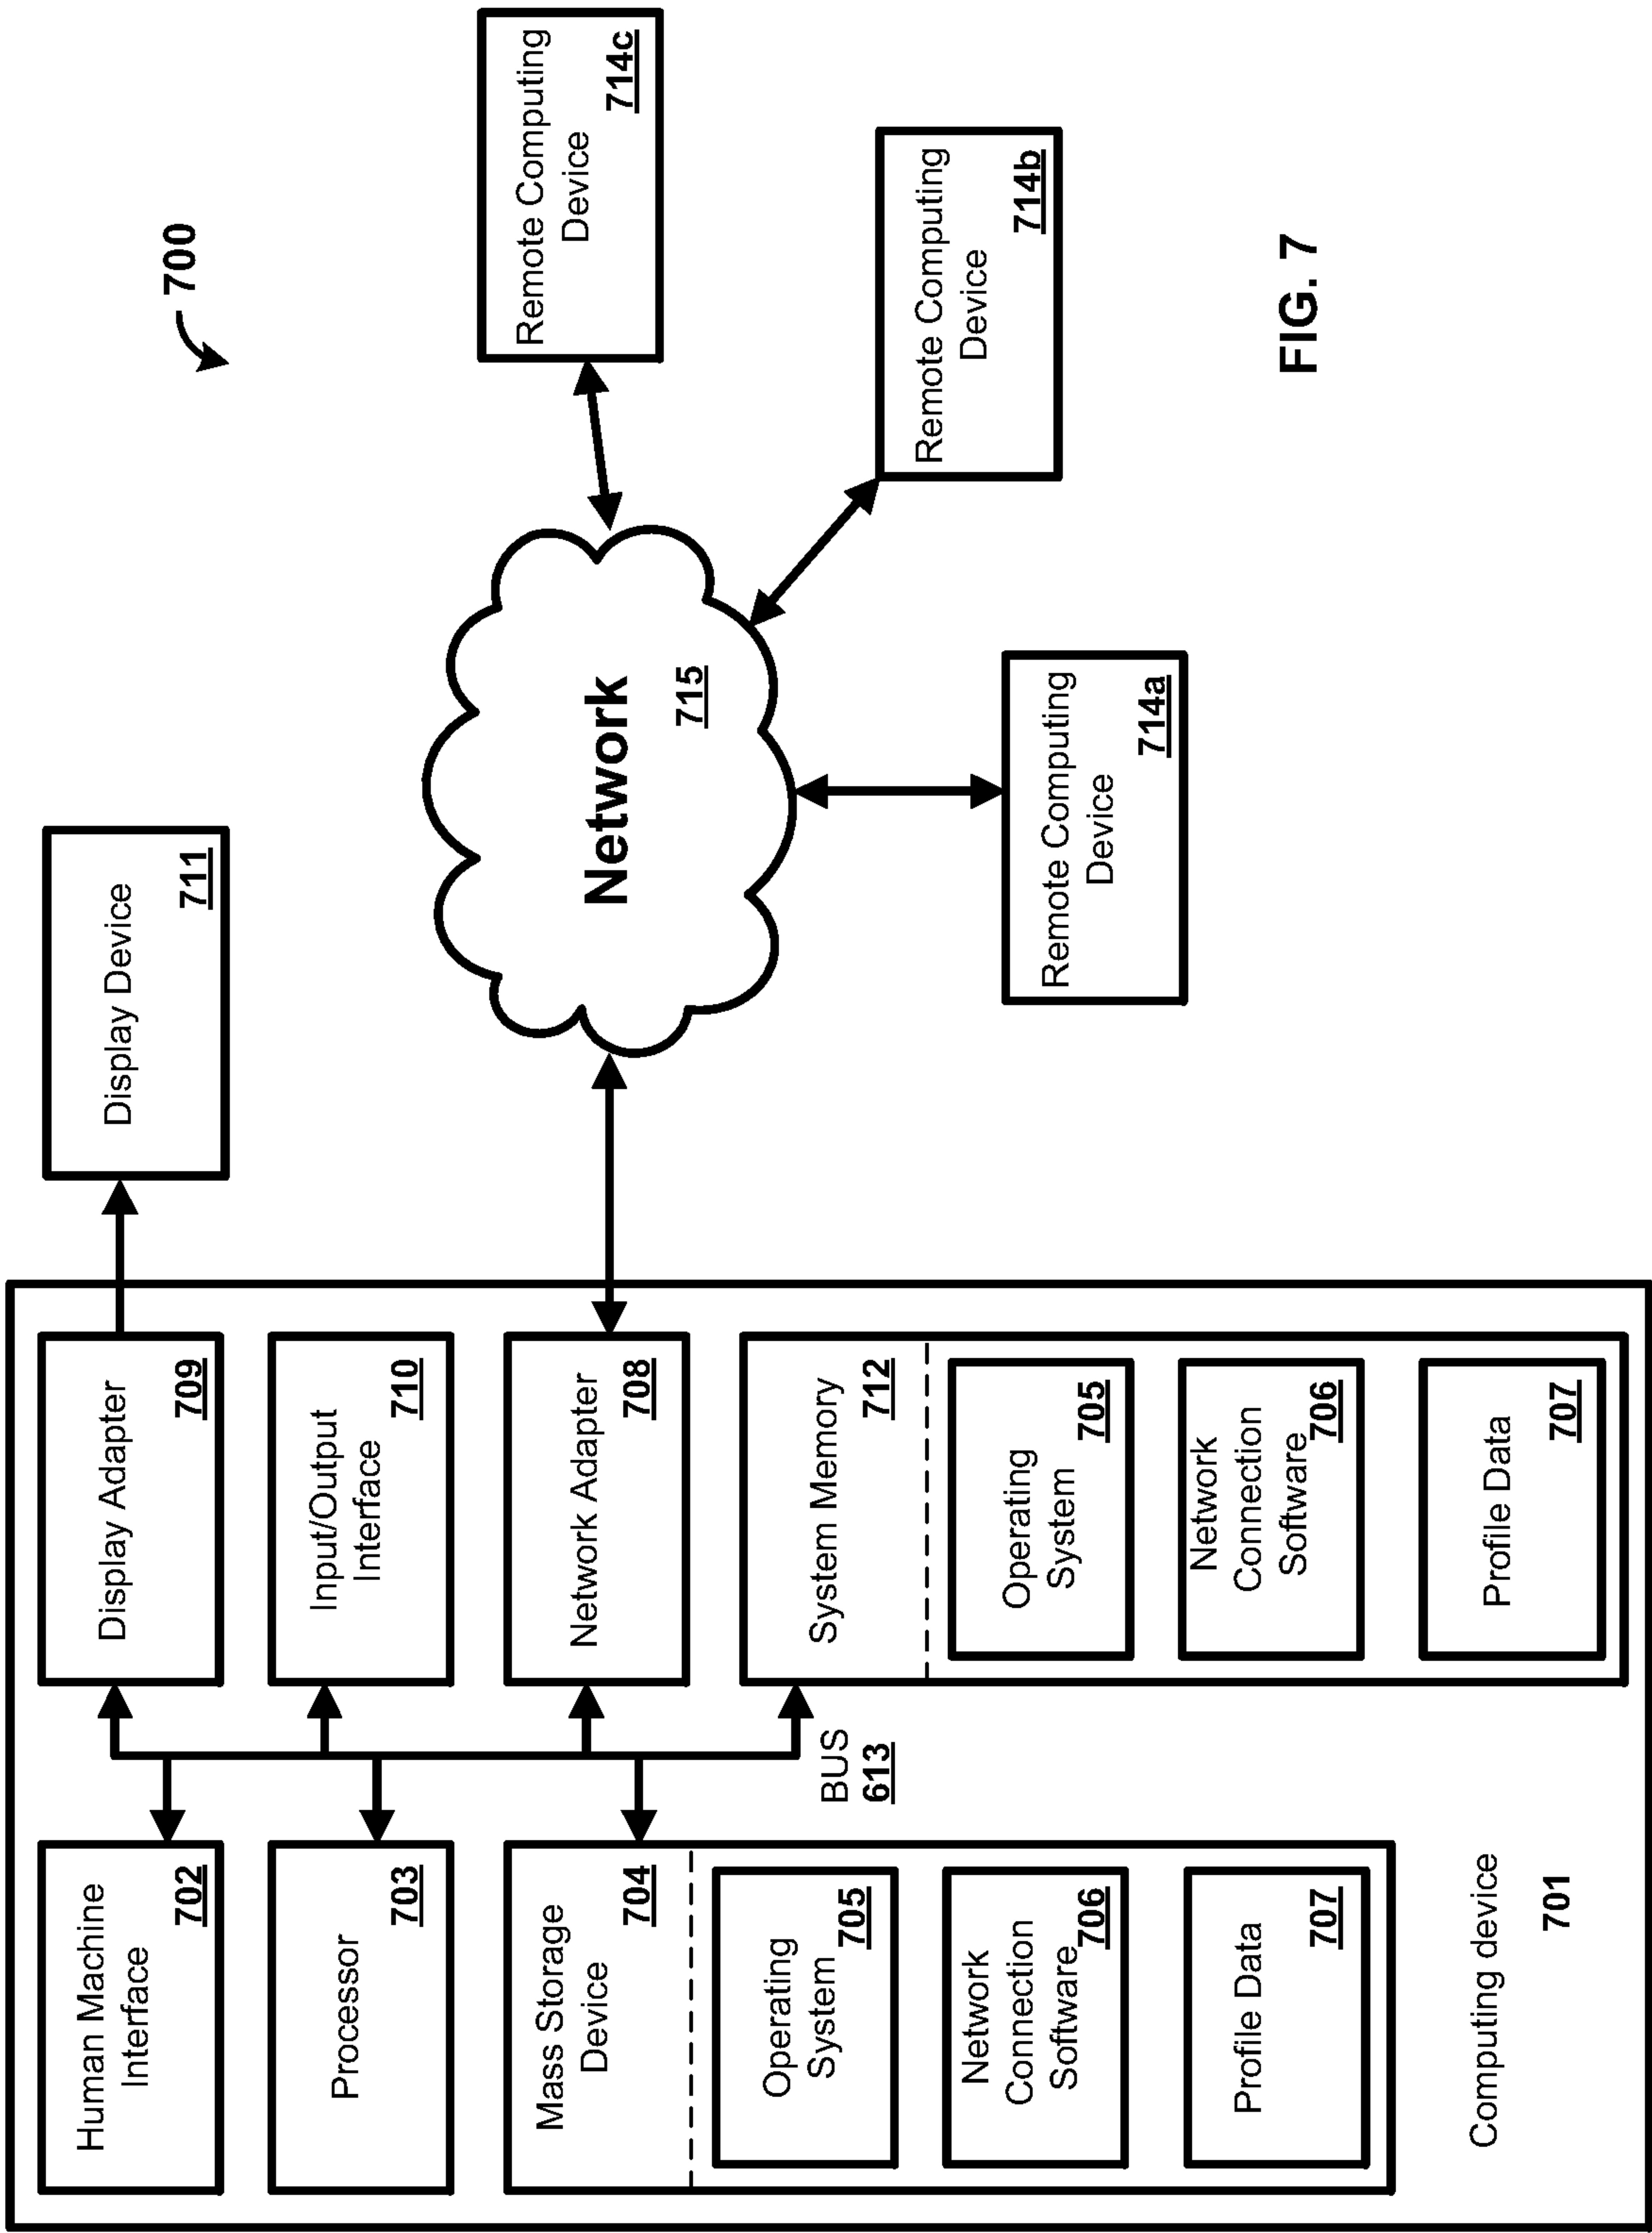 700
Human Machine
Interface
702
Processor
703
Mass Storage
Device
704
Operating
System
705
Network
Connection
Software
706
Profile Data
707
Computing device
701
BUS
613
Display Adapter
709
Input/Output
Interface
710
Network Adapter
708
System Memory
712
Operating
System
705
Network
Connection
Software
706
Profile Data
707
Display Device
711
Network
715
Remote Computing
Device
714a
Remote Computing
Device
714b
Remote Computing
Device
714c
FIG. 7